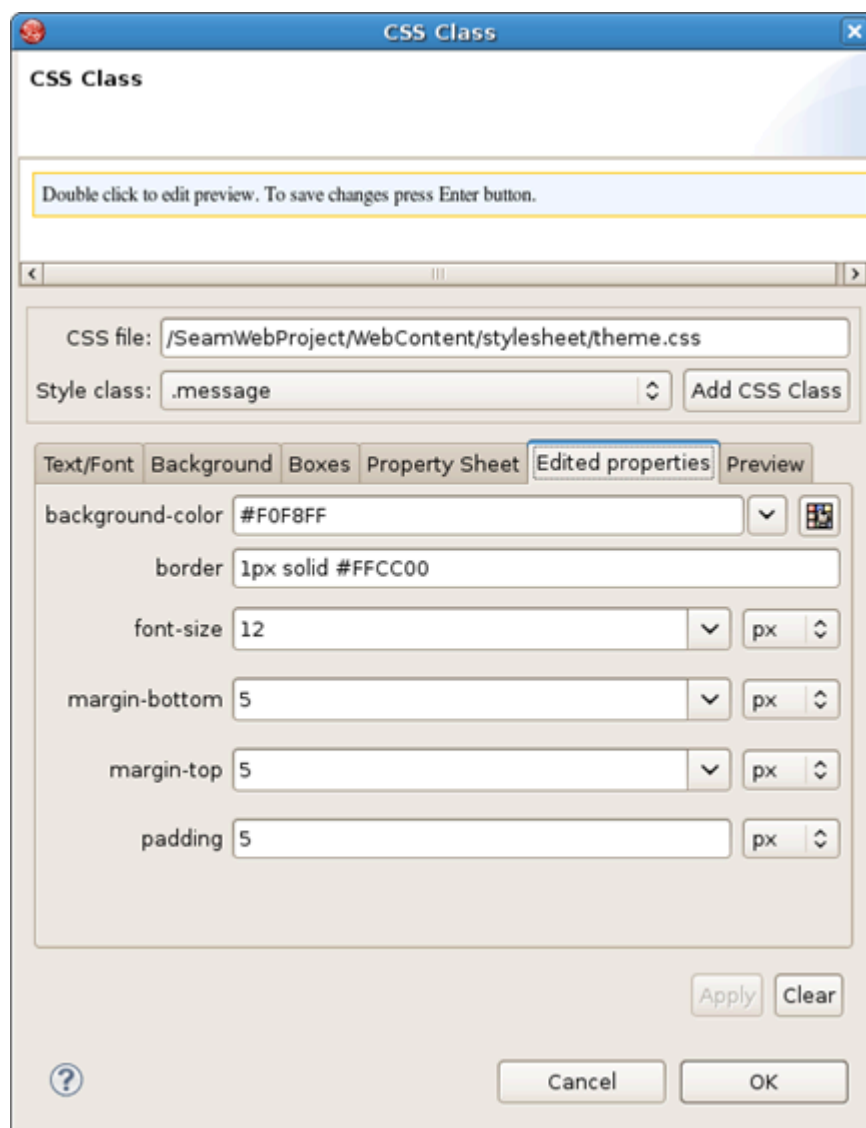 CSS Class
CSS Class
Double click to edit preview. To save changes press Enter button.
CSS file: /SeamWebProject/WebContent/stylesheet/theme.css
Style class: .message Add CSS Class
Text/Font Background Boxes Property Sheet Edited properties Preview
background-color #F0F8FF
border 1px solid #FFCC00
font-size 12 px
margin-bottom 5 px
margin-top 5 px
padding 5 px
Apply Clear
? Cancel OK